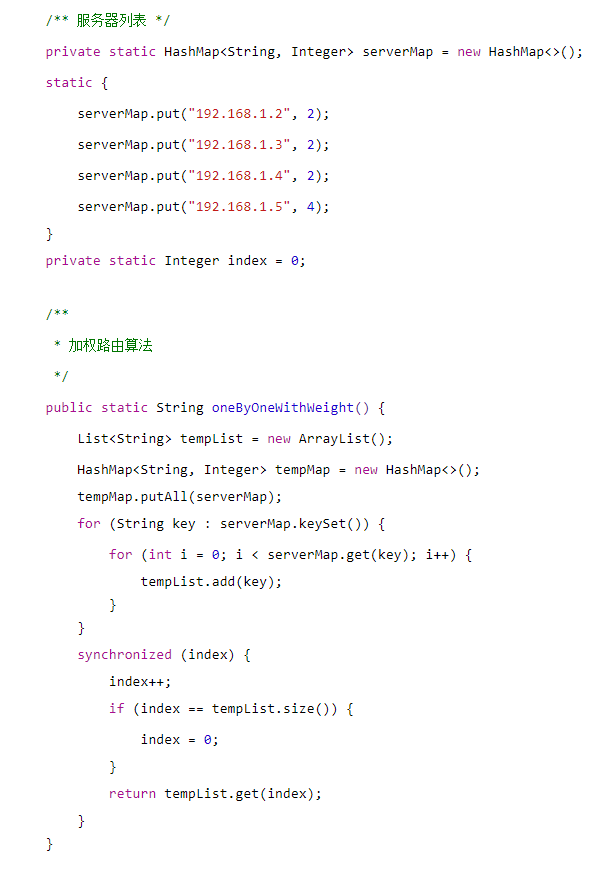 /** 服务器列表 */
private static HashMap<String, Integer> serverMap = new HashMap<>();
static {
    serverMap.put("192.168.1.2", 2);
    serverMap.put("192.168.1.3", 2);
    serverMap.put("192.168.1.4", 2);
    serverMap.put("192.168.1.5", 4);
}
private static Integer index = 0;

/**
 * 加权路由算法
 */
public static String oneByOneWithWeight() {
    List<String> tempList = new ArrayList();
    HashMap<String, Integer> tempMap = new HashMap<>();
    tempMap.putAll(serverMap);
    for (String key : serverMap.keySet()) {
        for (int i = 0; i < serverMap.get(key); i++) {
            tempList.add(key);
        }
    }
    synchronized (index) {
        index++;
        if (index == tempList.size()) {
            index = 0;
        }
        return tempList.get(index);
    }
}